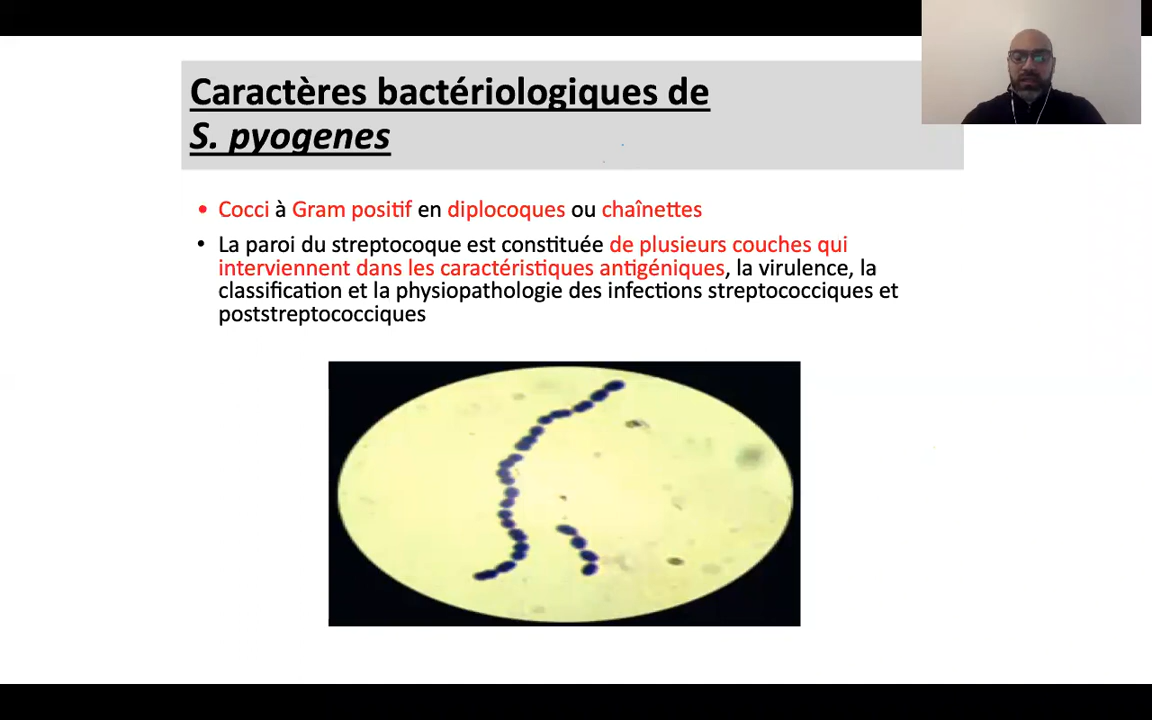 Caractères bactériologiques de
S. pyogenes
• Cocci à Gram positif en diplocoques ou chaînettes
• La paroi du streptocoque est constituée de plusieurs couches qui
interviennent dans les caractéristiques antigéniques, la virulence, la
classification et la physiopathologie des infections streptococciques et
poststreptococciques